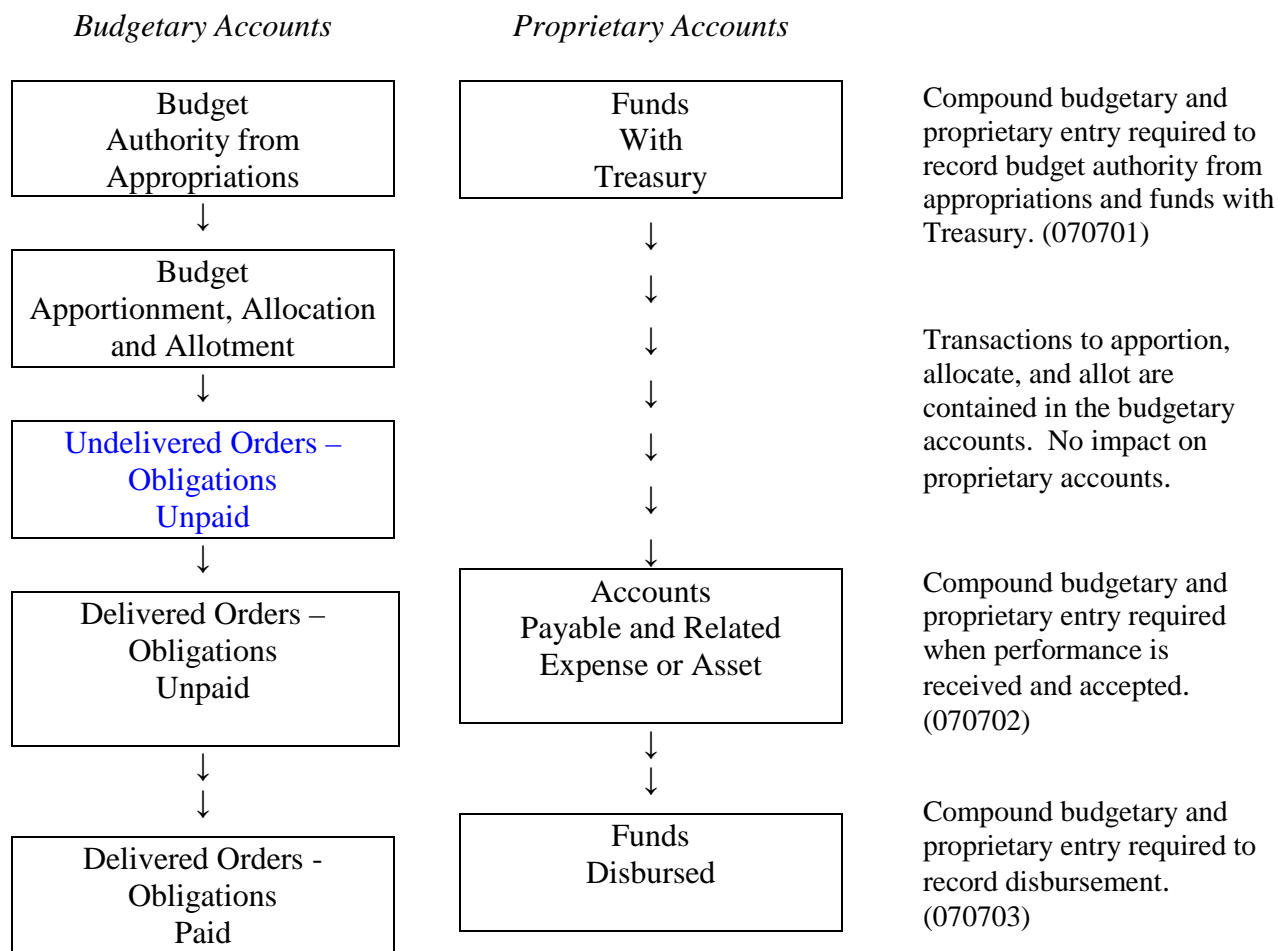 Budgetary Accounts
Proprietary Accounts
Budget
Authority from
Appropriations
Funds
With
Treasury
Compound budgetary and
proprietary entry required to
record budget authority from
appropriations and funds with
Treasury. (070701)
Budget
Apportionment, Allocation
and Allotment
Transactions to apportion,
allocate, and allot are
contained in the budgetary
accounts.  No impact on
proprietary accounts.
Undelivered Orders –
Obligations
Unpaid
Delivered Orders –
Obligations
Unpaid
Accounts
Payable and Related
Expense or Asset
Compound budgetary and
proprietary entry required
when performance is
received and accepted.
(070702)
Delivered Orders -
Obligations
Paid
Funds
Disbursed
Compound budgetary and
proprietary entry required to
record disbursement.
(070703)